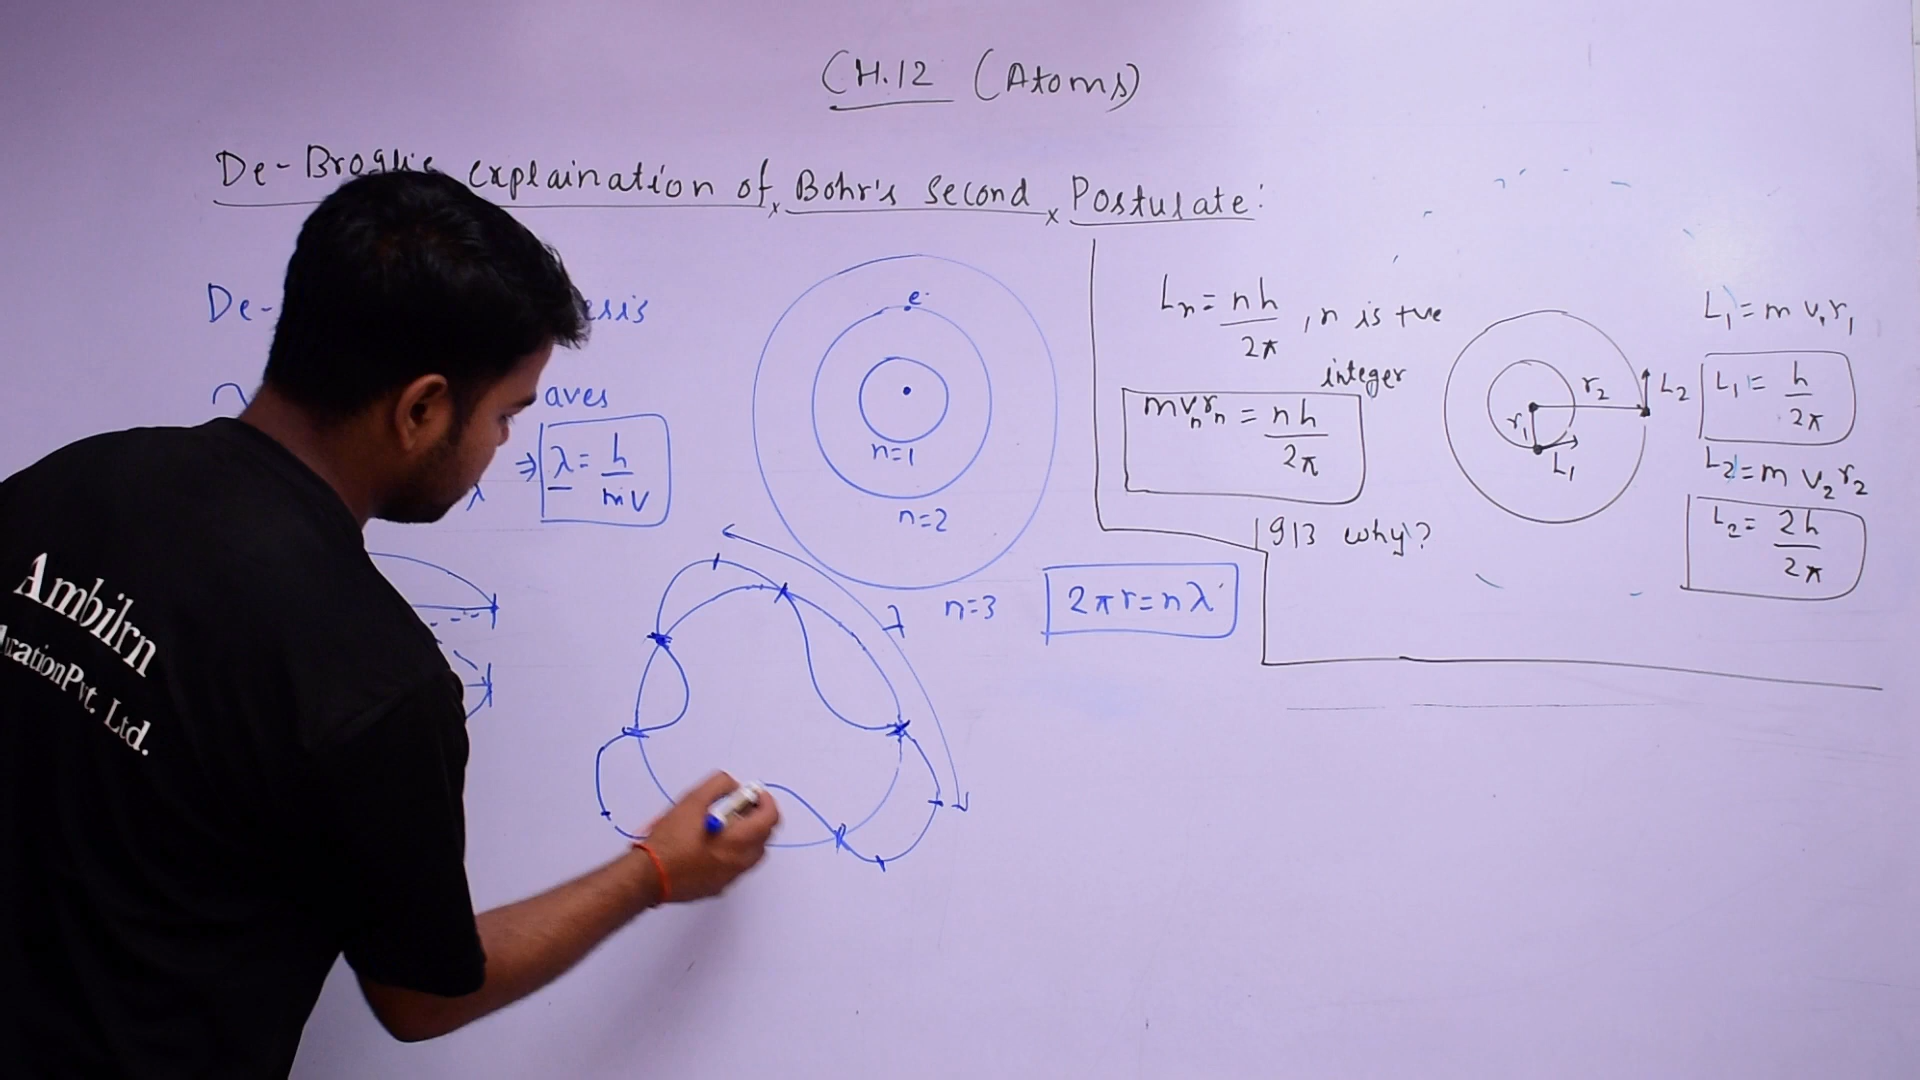 CH.12 (Atoms)
De-Broglie explaination of Bohr's second Postulate:
De- esis
aves
⇒ λ = h/mv
λ
e-
n=1
n=2
n=3
λ
2πr=nλ
Ln = nh/2π , n is +ve
integer
mvnrn = nh/2π
1913 why?
r1
L1
r2
L2
L1 = m v1 r1
L1 = h/2π
L2 = m v2 r2
L2 = 2h/2π
Ambilrn
ucationPvt. Ltd.